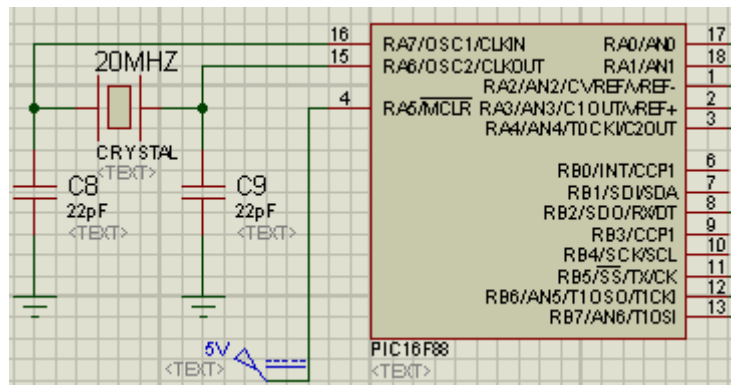 16 RA7/OSC1/CLKIN RA0/AN0 17
20MHZ 15 RA6/OSC2/CLKOUT RA1/AN1 18
RA2/AN2/CVREF/VREF- 1
4 RA5/MCLR RA3/AN3/C1OUT/VREF+ 2
RA4/AN4/T0CKI/C2OUT 3
CRYSTAL
<TEXT>
RB0/INT/CCP1 6
C8 C9 RB1/SDI/SDA 7
22pF 22pF RB2/SDO/RX/DT 8
<TEXT> <TEXT> RB3/CCP1 9
RB4/SCK/SCL 10
RB5/SS/TX/CK 11
RB6/AN5/T1OSO/T1CKI 12
RB7/AN6/T1OSI 13
5V PIC16F88
<TEXT> <TEXT>